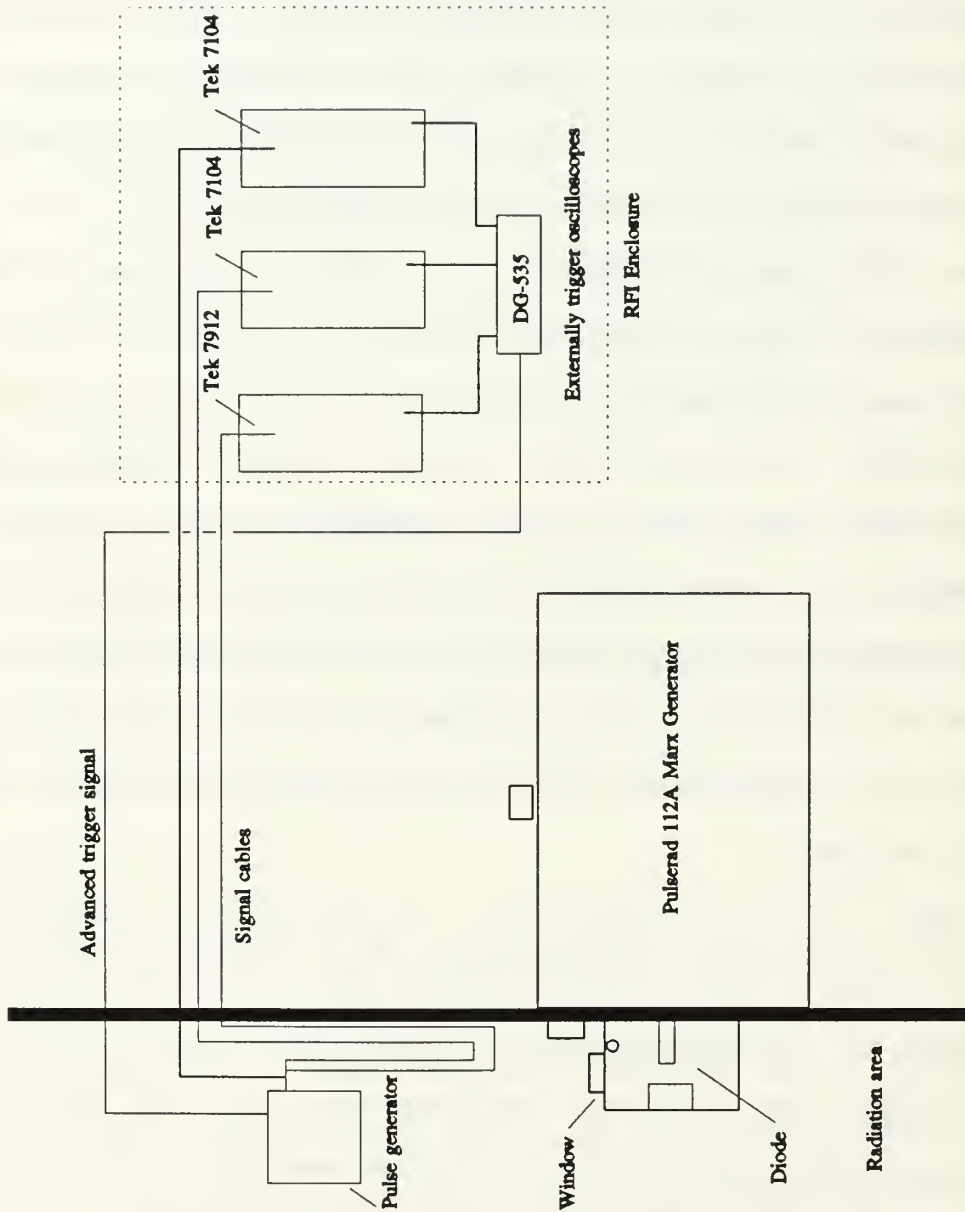 Tek 7104
Tek 7104
Tek 7912
DG-535
Externally trigger oscilloscopes
RFI Enclosure
Advanced trigger signal
Signal cables
Pulserad 112A Marx Generator
Pulse generator
Window
Diode
Radiation area